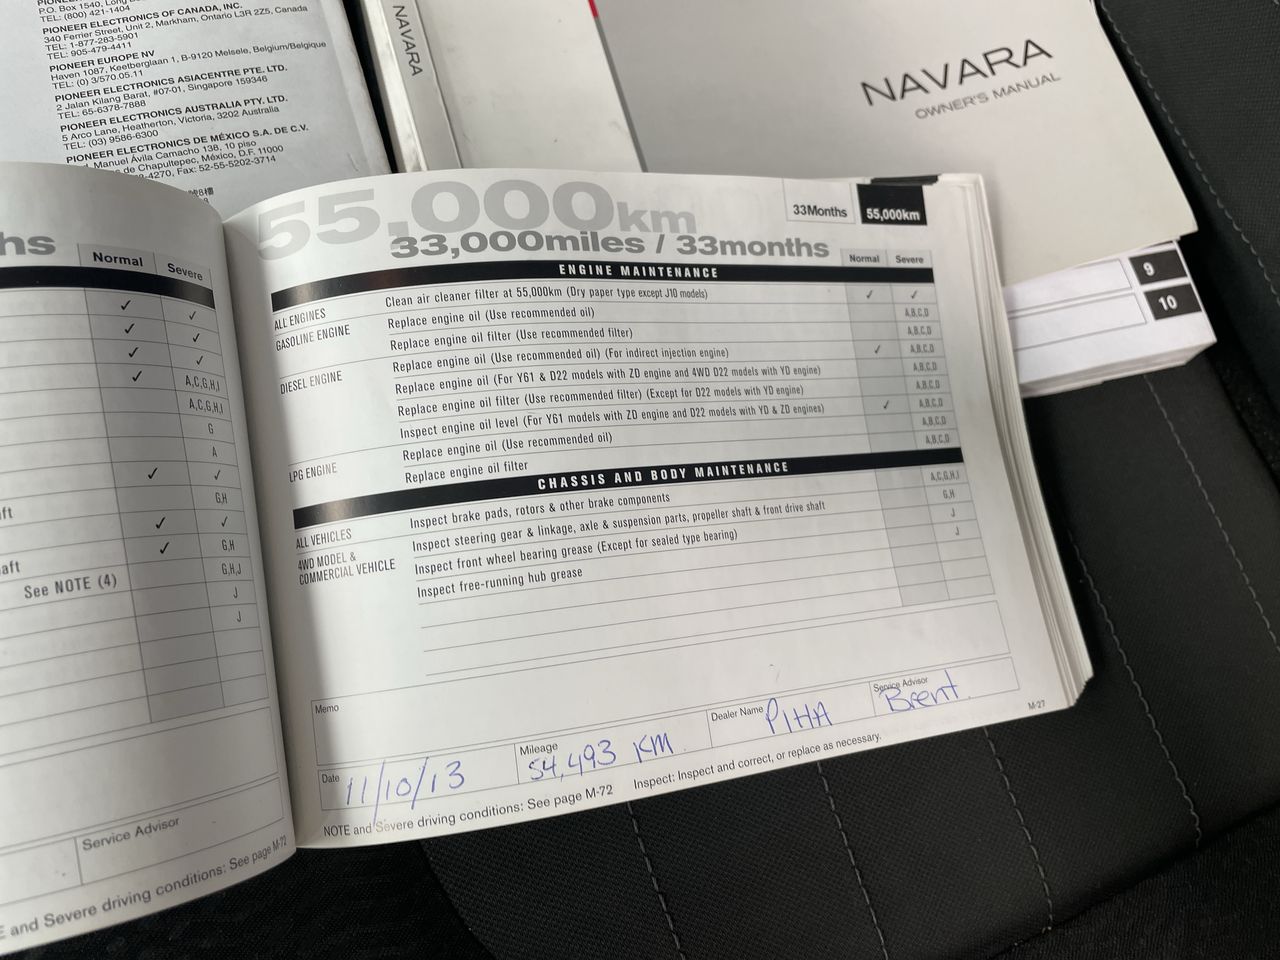 P.O. Box 1540, Long
TEL: (800) 421-1404
PIONEER ELECTRONICS OF CANADA, INC.
340 Ferrier Street, Unit 2, Markham, Ontario L3R 2Z5, Canada
TEL: 1-877-283-5901
TEL: 905-479-4411
PIONEER EUROPE NV
Haven 1087, Keetberglaan 1, B-9120 Melsele, Belgium/Belgique
TEL: (0) 3/570.05.11
PIONEER ELECTRONICS ASIACENTRE PTE. LTD.
2 Jalan Kilang Barat, #07-01, Singapore 159346
TEL: 65-6378-7888
PIONEER ELECTRONICS AUSTRALIA PTY. LTD.
5 Arco Lane, Heatherton, Victoria, 3202 Australia
TEL: (03) 9586-6300
PIONEER ELECTRONICS DE MÉXICO S.A. DE C.V.
Manuel Ávila Camacho 138, 10 piso
de Chapultepec, México, D.F. 11000
-4270, Fax: 52-55-5202-3714
NAVARA
NAVARA
OWNER'S MANUAL
9
10
hs
Normal Severe
✓ ✓
✓ ✓
✓ ✓
✓ A,C,G,H,I
A,C,G,H,I
G
A
✓ ✓
G,H
ft ✓ ✓
✓ G,H
aft G,H,J
See NOTE (4) J
J
Service Advisor
E and Severe driving conditions: See page M-72
55,000km
33,000miles / 33months
33Months 55,000km
Normal Severe
ENGINE MAINTENANCE
ALL ENGINES Clean air cleaner filter at 55,000km (Dry paper type except J10 models) ✓ ✓
GASOLINE ENGINE Replace engine oil (Use recommended oil) A,B,C,D
Replace engine oil filter (Use recommended filter) A,B,C,D
DIESEL ENGINE Replace engine oil (Use recommended oil) (For indirect injection engine) ✓ A,B,C,D
Replace engine oil (For Y61 & D22 models with ZD engine and 4WD D22 models with YD engine) A,B,C,D
Replace engine oil filter (Use recommended filter) (Except for D22 models with YD engine) A,B,C,D
Inspect engine oil level (For Y61 models with ZD engine and D22 models with YD & ZD engines) ✓ A,B,C,D
LPG ENGINE Replace engine oil (Use recommended oil) A,B,C,D
Replace engine oil filter A,B,C,D
CHASSIS AND BODY MAINTENANCE
ALL VEHICLES Inspect brake pads, rotors & other brake components A,C,G,H,I
4WD MODEL & COMMERCIAL VEHICLE Inspect steering gear & linkage, axle & suspension parts, propeller shaft & front drive shaft G,H
Inspect front wheel bearing grease (Except for sealed type bearing) J
Inspect free-running hub grease J
Memo
Date 11/10/13 Mileage 54,493 KM Dealer Name PIHA Service Advisor Brent.
NOTE and Severe driving conditions: See page M-72 Inspect: Inspect and correct, or replace as necessary.
M-27